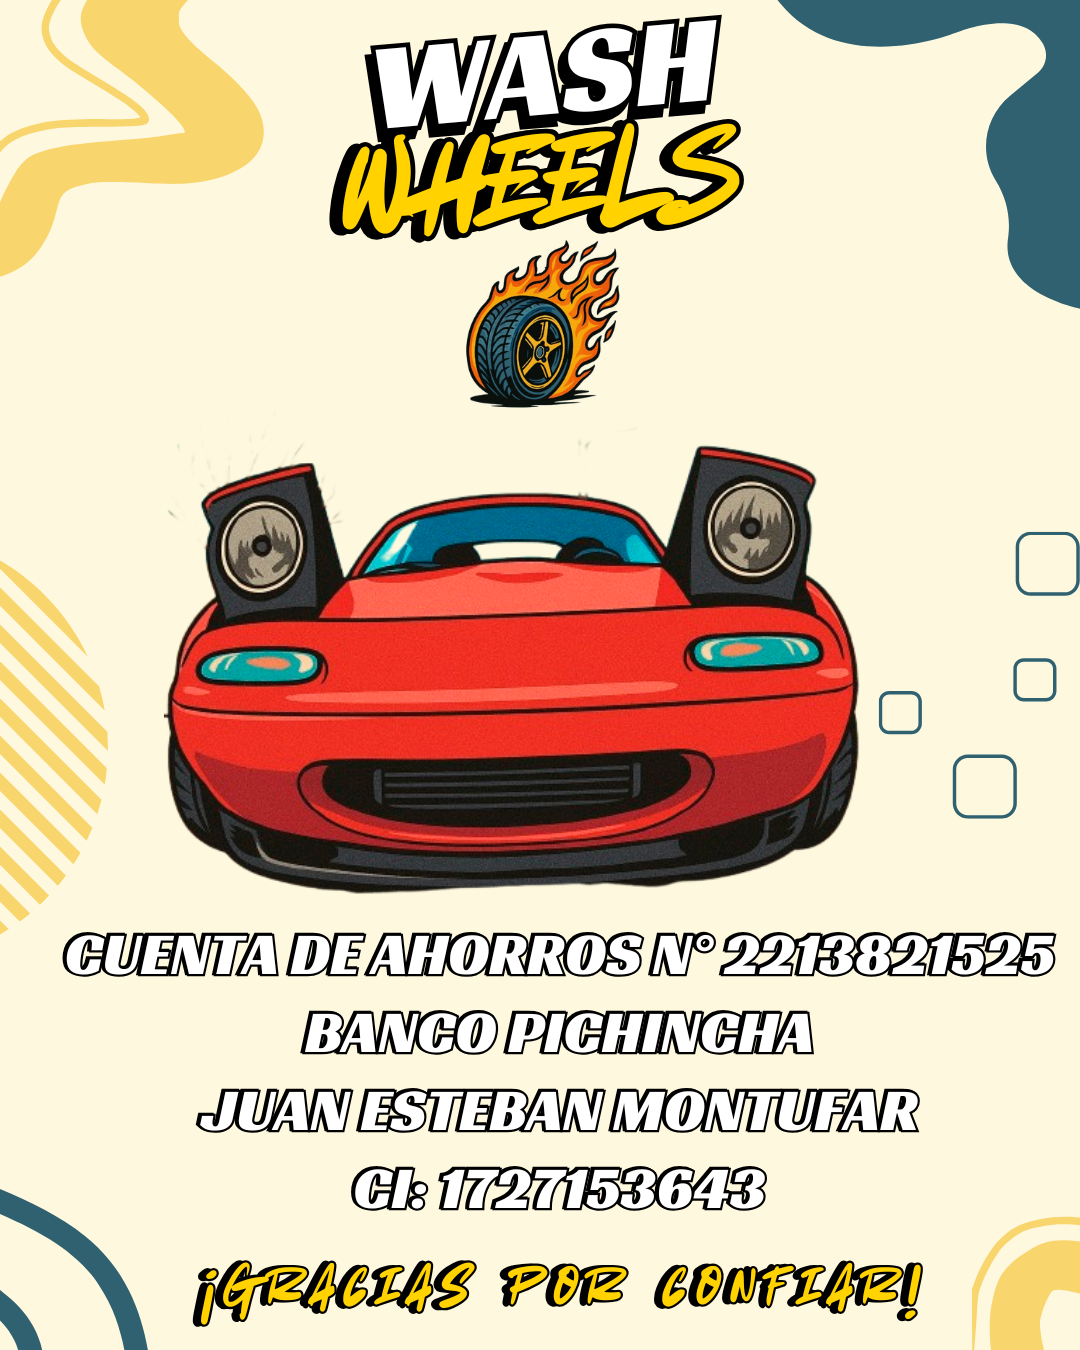 WASH
WHEELS
CUENTA DE AHORROS N° 2213821525
BANCO PICHINCHA
JUAN ESTEBAN MONTUFAR
CI: 1727153643
¡GRACIAS POR CONFIAR!